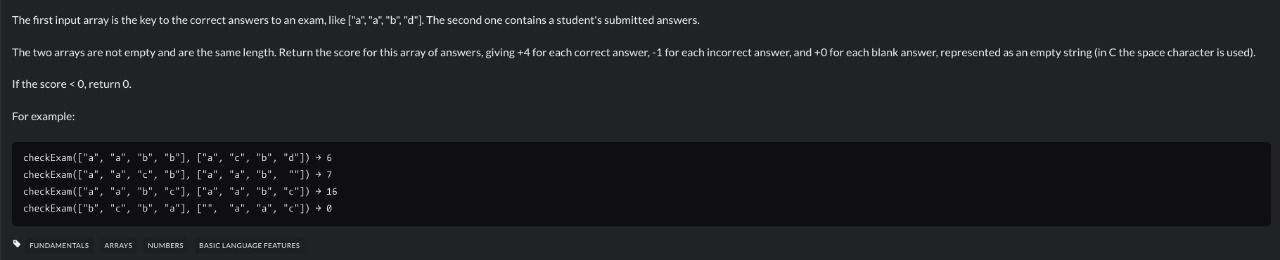 The first input array is the key to the correct answers to an exam, like ["a", "a", "b", "d"]. The second one contains a student's submitted answers.
The two arrays are not empty and are the same length. Return the score for this array of answers, giving +4 for each correct answer, -1 for each incorrect answer, and +0 for each blank answer, represented as an empty string (in C the space character is used).
If the score < 0, return 0.
For example:
checkExam(["a", "a", "b", "b"], ["a", "c", "b", "d"]) → 6
checkExam(["a", "a", "c", "b"], ["a", "a", "b",  ""]) → 7
checkExam(["a", "a", "b", "c"], ["a", "a", "b", "c"]) → 16
checkExam(["b", "c", "b", "a"], ["",  "a", "a", "c"]) → 0
FUNDAMENTALS ARRAYS NUMBERS BASIC LANGUAGE FEATURES